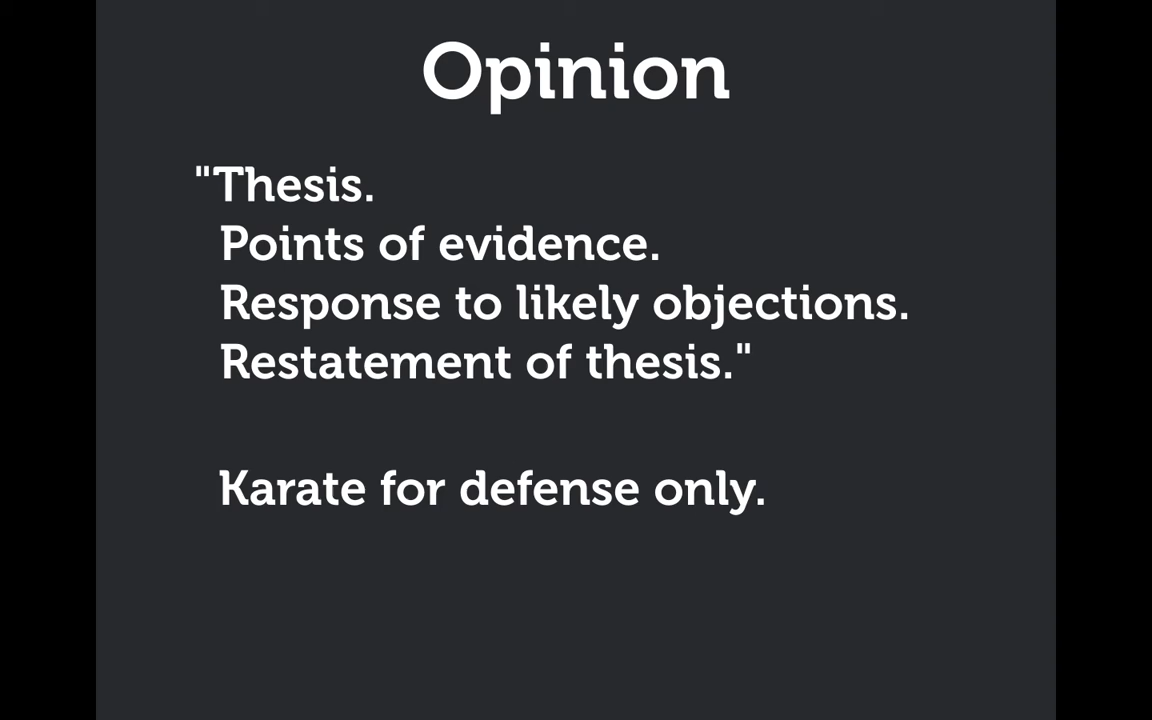 Opinion
"Thesis.
Points of evidence.
Response to likely objections.
Restatement of thesis."
Karate for defense only.